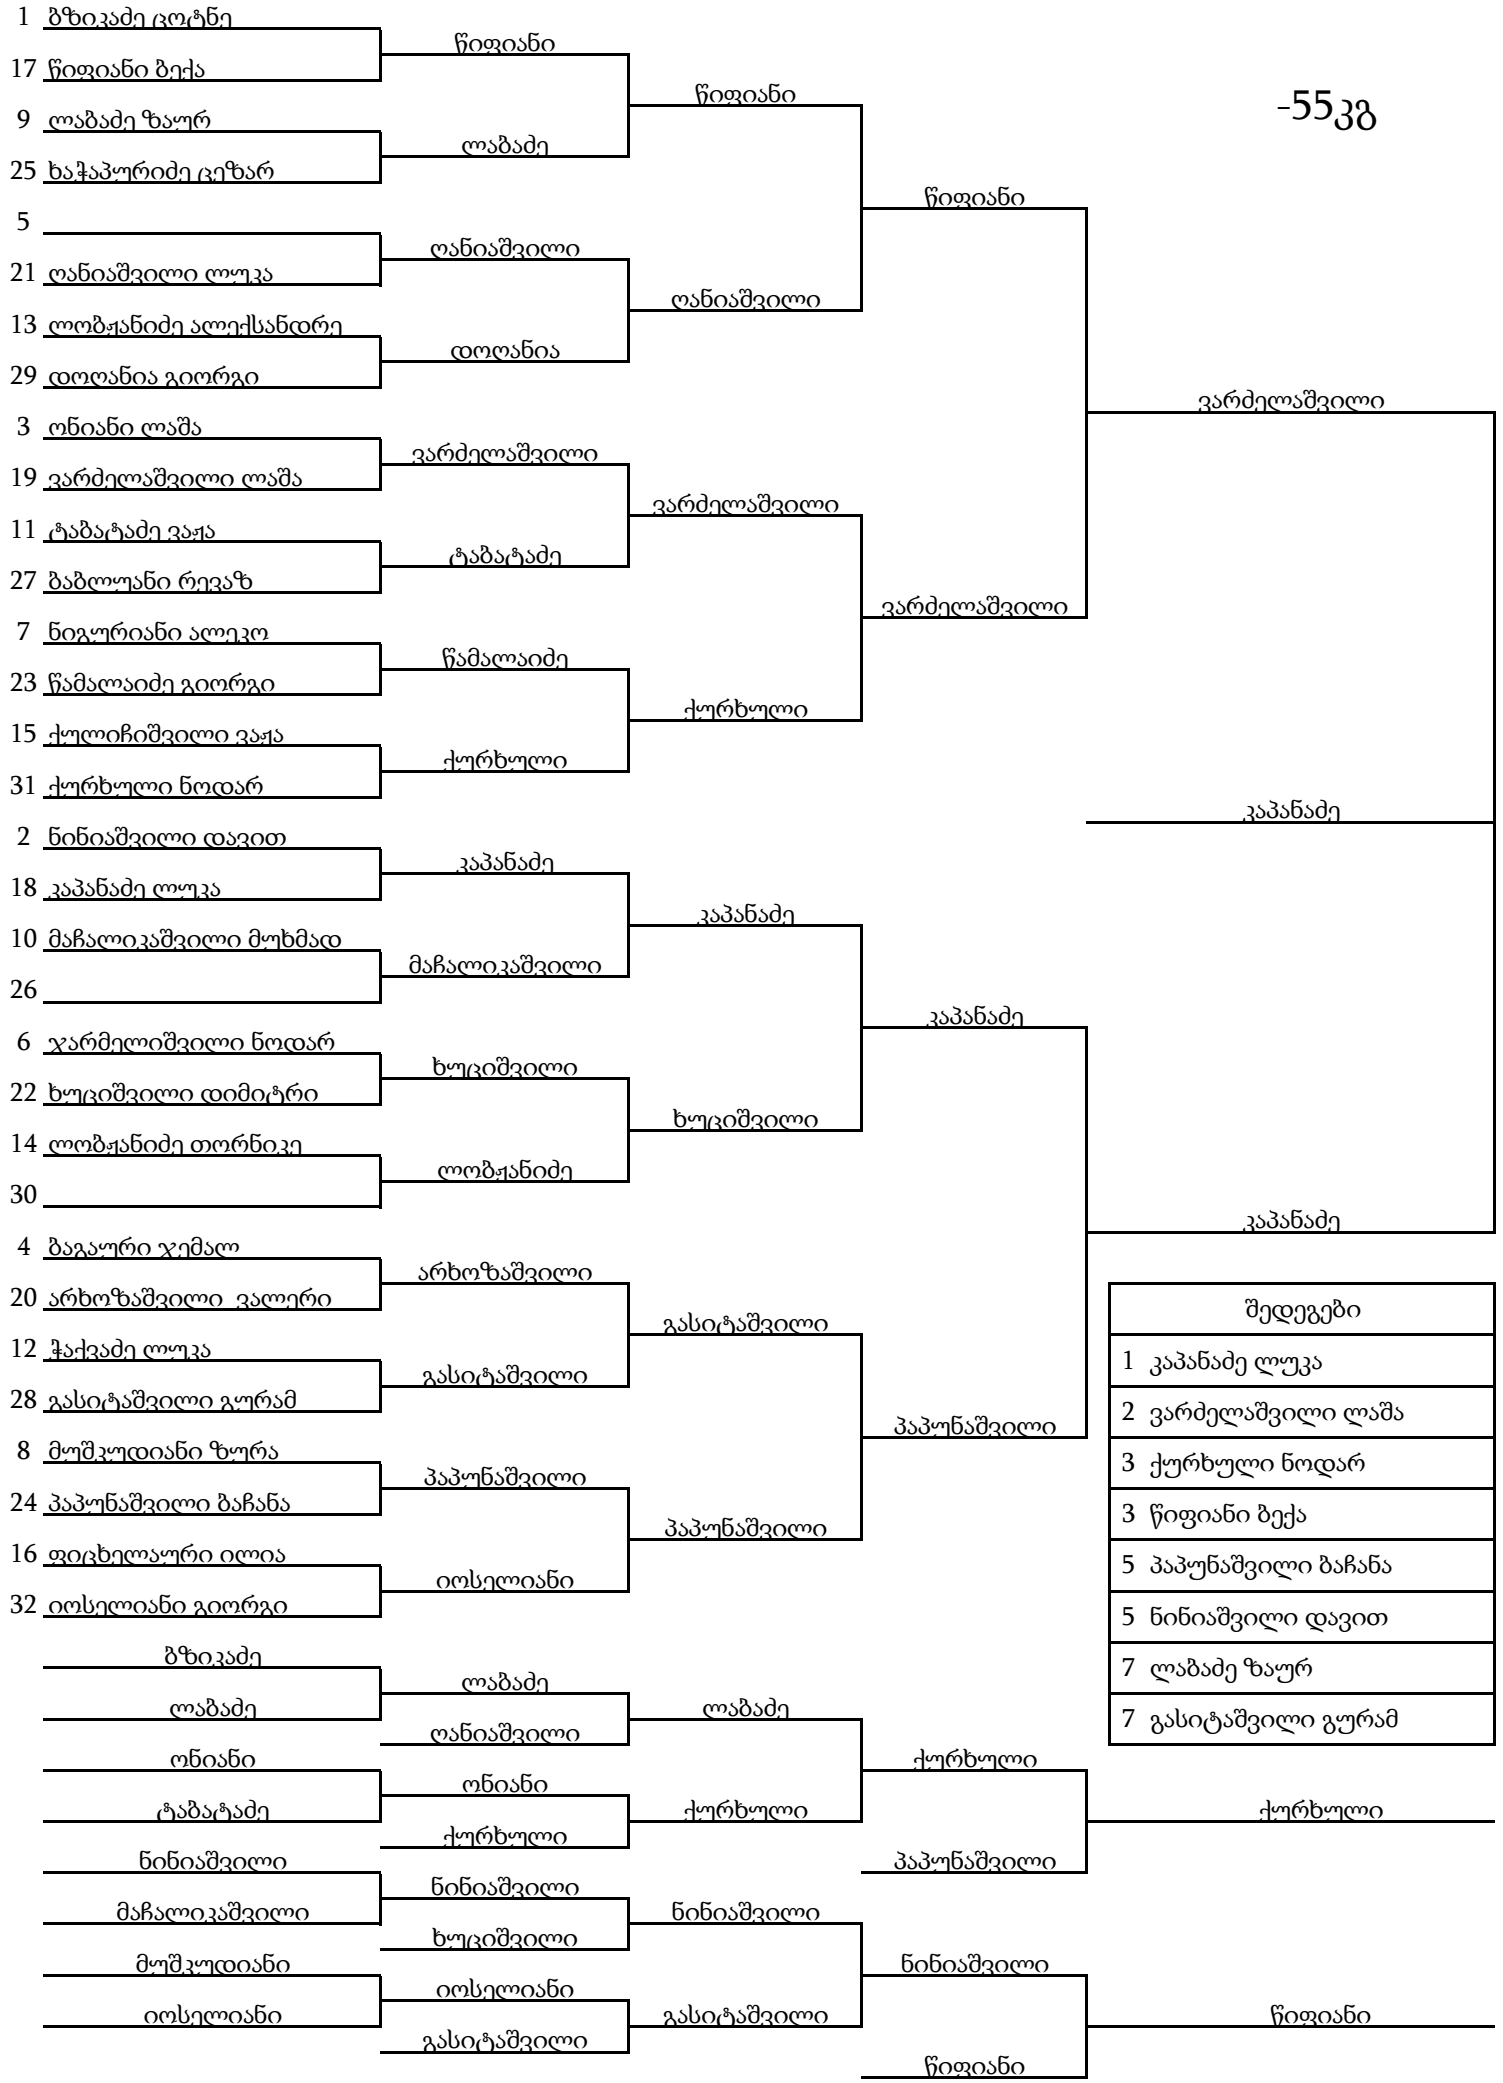 -55კგ
1 ბზიკაძე ცოტნე
17 წიფიანი ბექა
9 ლაბაძე ზაურ
25 ხაჭაპურიძე ცეზარ
5
21 ღანიაშვილი ლუკა
13 ლობჟანიძე ალექსანდრე
29 დოღანია გიორგი
3 ონიანი ლაშა
19 ვარძელაშვილი ლაშა
11 ტაბატაძე ვაჟა
27 ბაბლუანი რევაზ
7 ნიგურიანი ალეკო
23 წამალაიძე გიორგი
15 ქულიჩიშვილი ვაჟა
31 ქურხული ნოდარ
2 ნინიაშვილი დავით
18 კაპანაძე ლუკა
10 მაჩალიკაშვილი მუხმად
26
6 ჯარმელიშვილი ნოდარ
22 ხუციშვილი დიმიტრი
14 ლობჟანიძე თორნიკე
30
4 ბაგაური ჯემალ
20 არხოზაშვილი ვალერი
12 ჭაქვაძე ლუკა
28 გასიტაშვილი გურამ
8 მუშკუდიანი ზურა
24 პაპუნაშვილი ბაჩანა
16 ფიცხელაური ილია
32 იოსელიანი გიორგი
წიფიანი
ლაბაძე
ღანიაშვილი
დოღანია
ვარძელაშვილი
ტაბატაძე
წამალაიძე
ქურხული
კაპანაძე
მაჩალიკაშვილი
ხუციშვილი
ლობჟანიძე
არხოზაშვილი
გასიტაშვილი
პაპუნაშვილი
იოსელიანი
წიფიანი
ღანიაშვილი
ვარძელაშვილი
ქურხული
კაპანაძე
ხუციშვილი
გასიტაშვილი
პაპუნაშვილი
წიფიანი
ვარძელაშვილი
კაპანაძე
პაპუნაშვილი
ვარძელაშვილი
კაპანაძე
კაპანაძე
შედეგები
1 კაპანაძე ლუკა
2 ვარძელაშვილი ლაშა
3 ქურხული ნოდარ
3 წიფიანი ბექა
5 პაპუნაშვილი ბაჩანა
5 ნინიაშვილი დავით
7 ლაბაძე ზაურ
7 გასიტაშვილი გურამ
ბზიკაძე
ლაბაძე
ონიანი
ტაბატაძე
ნინიაშვილი
მაჩალიკაშვილი
მუშკუდიანი
იოსელიანი
ლაბაძე
ღანიაშვილი
ონიანი
ქურხული
ნინიაშვილი
ხუციშვილი
იოსელიანი
გასიტაშვილი
ლაბაძე
ქურხული
ნინიაშვილი
გასიტაშვილი
ქურხული
პაპუნაშვილი
ნინიაშვილი
წიფიანი
ქურხული
წიფიანი